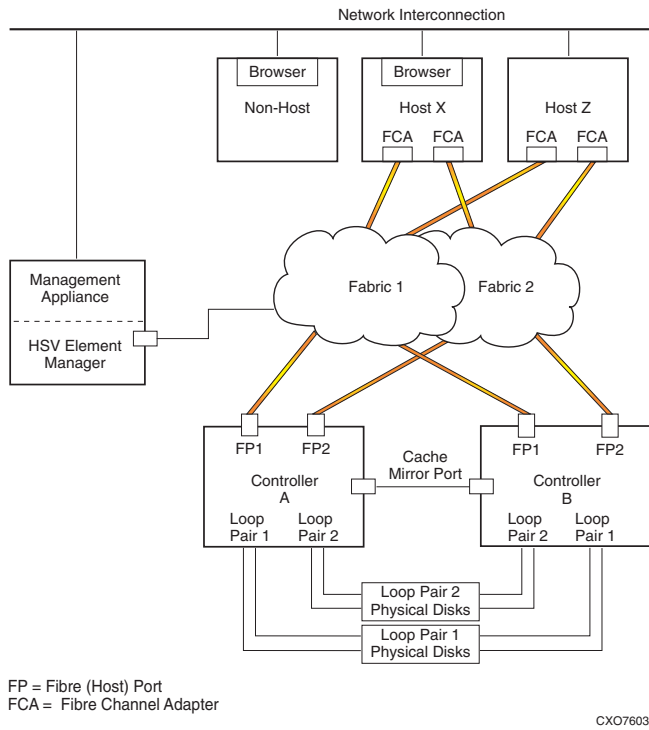 Network Interconnection
Browser
Browser
Non-Host
Host X
Host Z
FCA
FCA
FCA
FCA
Management
Appliance
HSV Element
Manager
Fabric 1
Fabric 2
FP1
FP2
FP1
FP2
Cache
Mirror Port
Controller
A
Controller
B
Loop
Pair 1
Loop
Pair 2
Loop
Pair 2
Loop
Pair 1
Loop Pair 2
Physical Disks
Loop Pair 1
Physical Disks
FP = Fibre (Host) Port
FCA = Fibre Channel Adapter
CXO7603